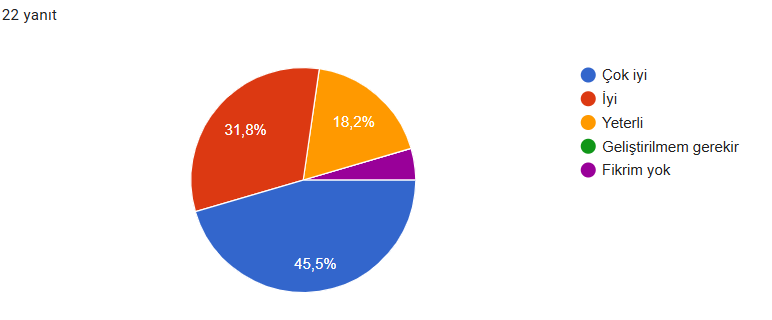 22 yanıt
Çok iyi
İyi
Yeterli
Geliştirilmem gerekir
Fikrim yok
31,8%
18,2%
45,5%